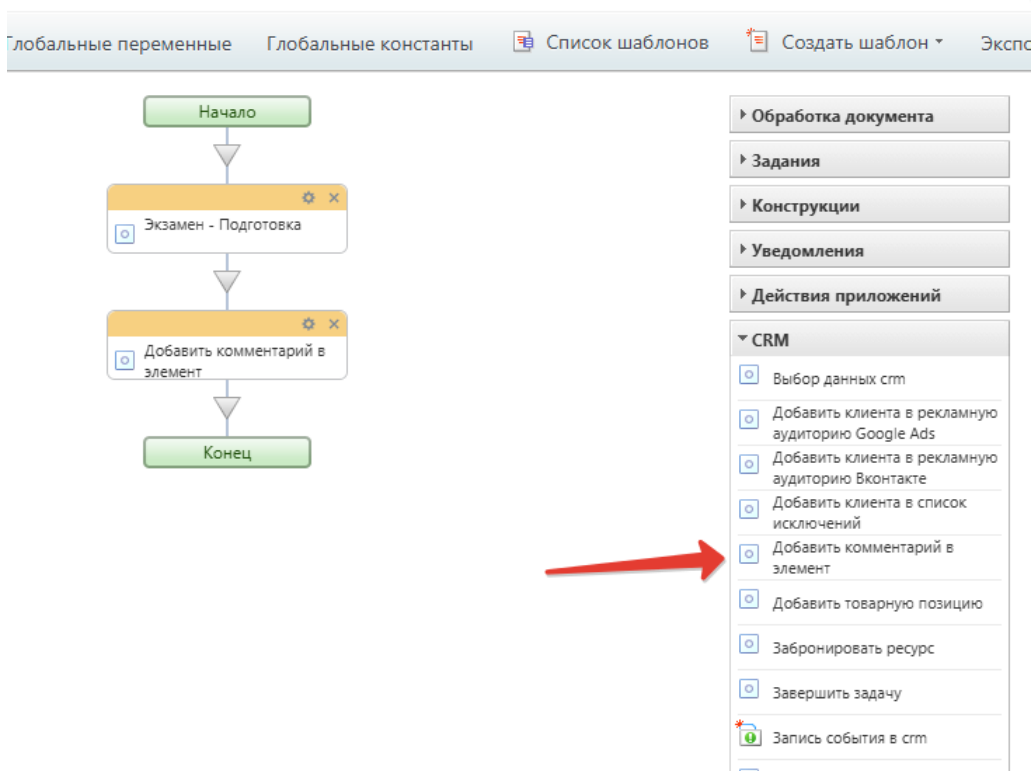 Глобальные переменные Глобальные константы Список шаблонов Создать шаблон Экспо
Начало
Экзамен - Подготовка
Добавить комментарий в
элемент
Конец
Обработка документа
Задания
Конструкции
Уведомления
Действия приложений
CRM
Выбор данных crm
Добавить клиента в рекламную
аудиторию Google Ads
Добавить клиента в рекламную
аудиторию Вконтакте
Добавить клиента в список
исключений
Добавить комментарий в
элемент
Добавить товарную позицию
Забронировать ресурс
Завершить задачу
Запись события в crm